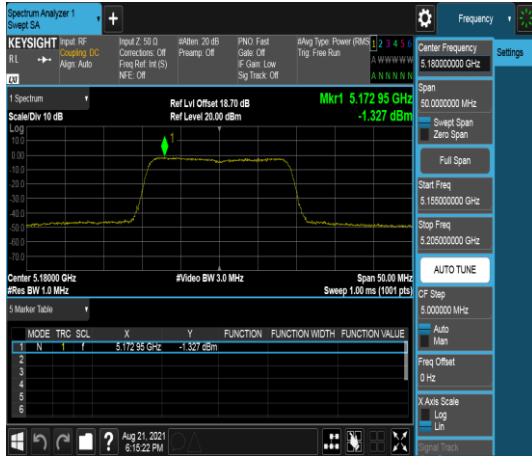 Spectrum Analyzer 1
Swept SA
Frequency
KEYSIGHT
R L
LXI
Input: RF
Coupling: DC
Align: Auto
Input Z: 50 Ω
Corrections: Off
Freq Ref: Int (S)
NFE: Off
#Atten: 20 dB
Preamp: Off
PNO: Fast
Gate: Off
IF Gain: Low
Sig Track: Off
#Avg Type: Power (RMS)
Trig: Free Run
1 2 3 4 5 6
A W W W W W
A N N N N N
Center Frequency
5.180000000 GHz
Settings
Span
50.0000000 MHz
Swept Span
Zero Span
Full Span
Start Freq
5.155000000 GHz
Stop Freq
5.205000000 GHz
AUTO TUNE
CF Step
5.000000 MHz
Auto
Man
Freq Offset
0 Hz
X Axis Scale
Log
Lin
Signal Track
1 Spectrum
Scale/Div 10 dB
Ref Lvl Offset 18.70 dB
Ref Level 20.00 dBm
Mkr1 5.172 95 GHz
-1.327 dBm
Log
10.0
0.00
-10.0
-20.0
-30.0
-40.0
-50.0
-60.0
-70.0
1
Center 5.18000 GHz
#Res BW 1.0 MHz
#Video BW 3.0 MHz
Span 50.00 MHz
Sweep 1.00 ms (1001 pts)
5 Marker Table
MODE TRC SCL X Y FUNCTION FUNCTION WIDTH FUNCTION VALUE
1 N 1 f 5.172 95 GHz -1.327 dBm
2
3
4
5
6
?
Aug 21, 2021
6:15:22 PM